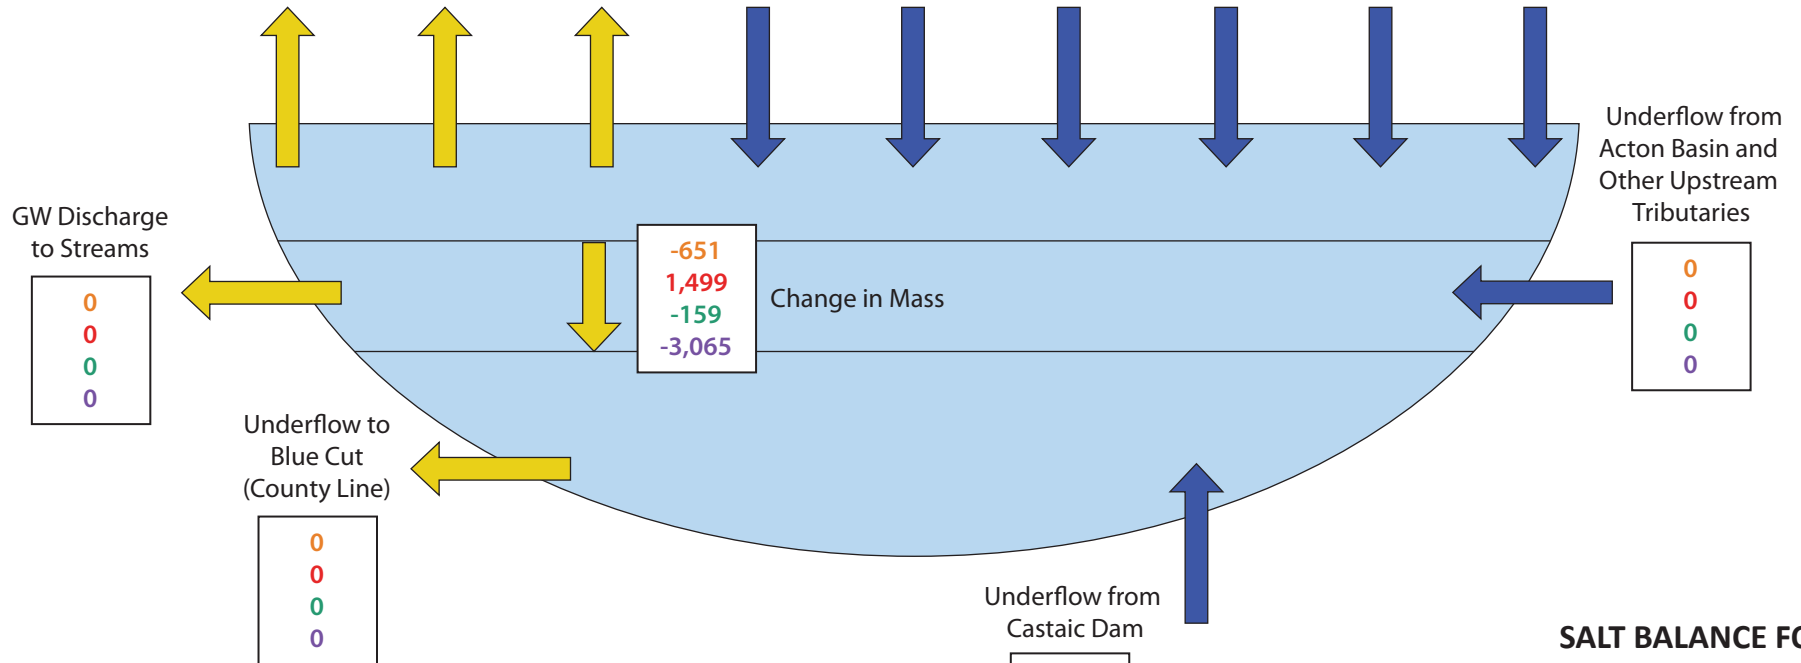 Underflow from
Acton Basin and
Other Upstream
Tributaries
0
0
0
0
GW Discharge
to Streams
0
0
0
0
-651
1,499
-159
-3,065
Change in Mass
Underflow to
Blue Cut
(County Line)
0
0
0
0
Underflow from
Castaic Dam
SALT BALANCE FO